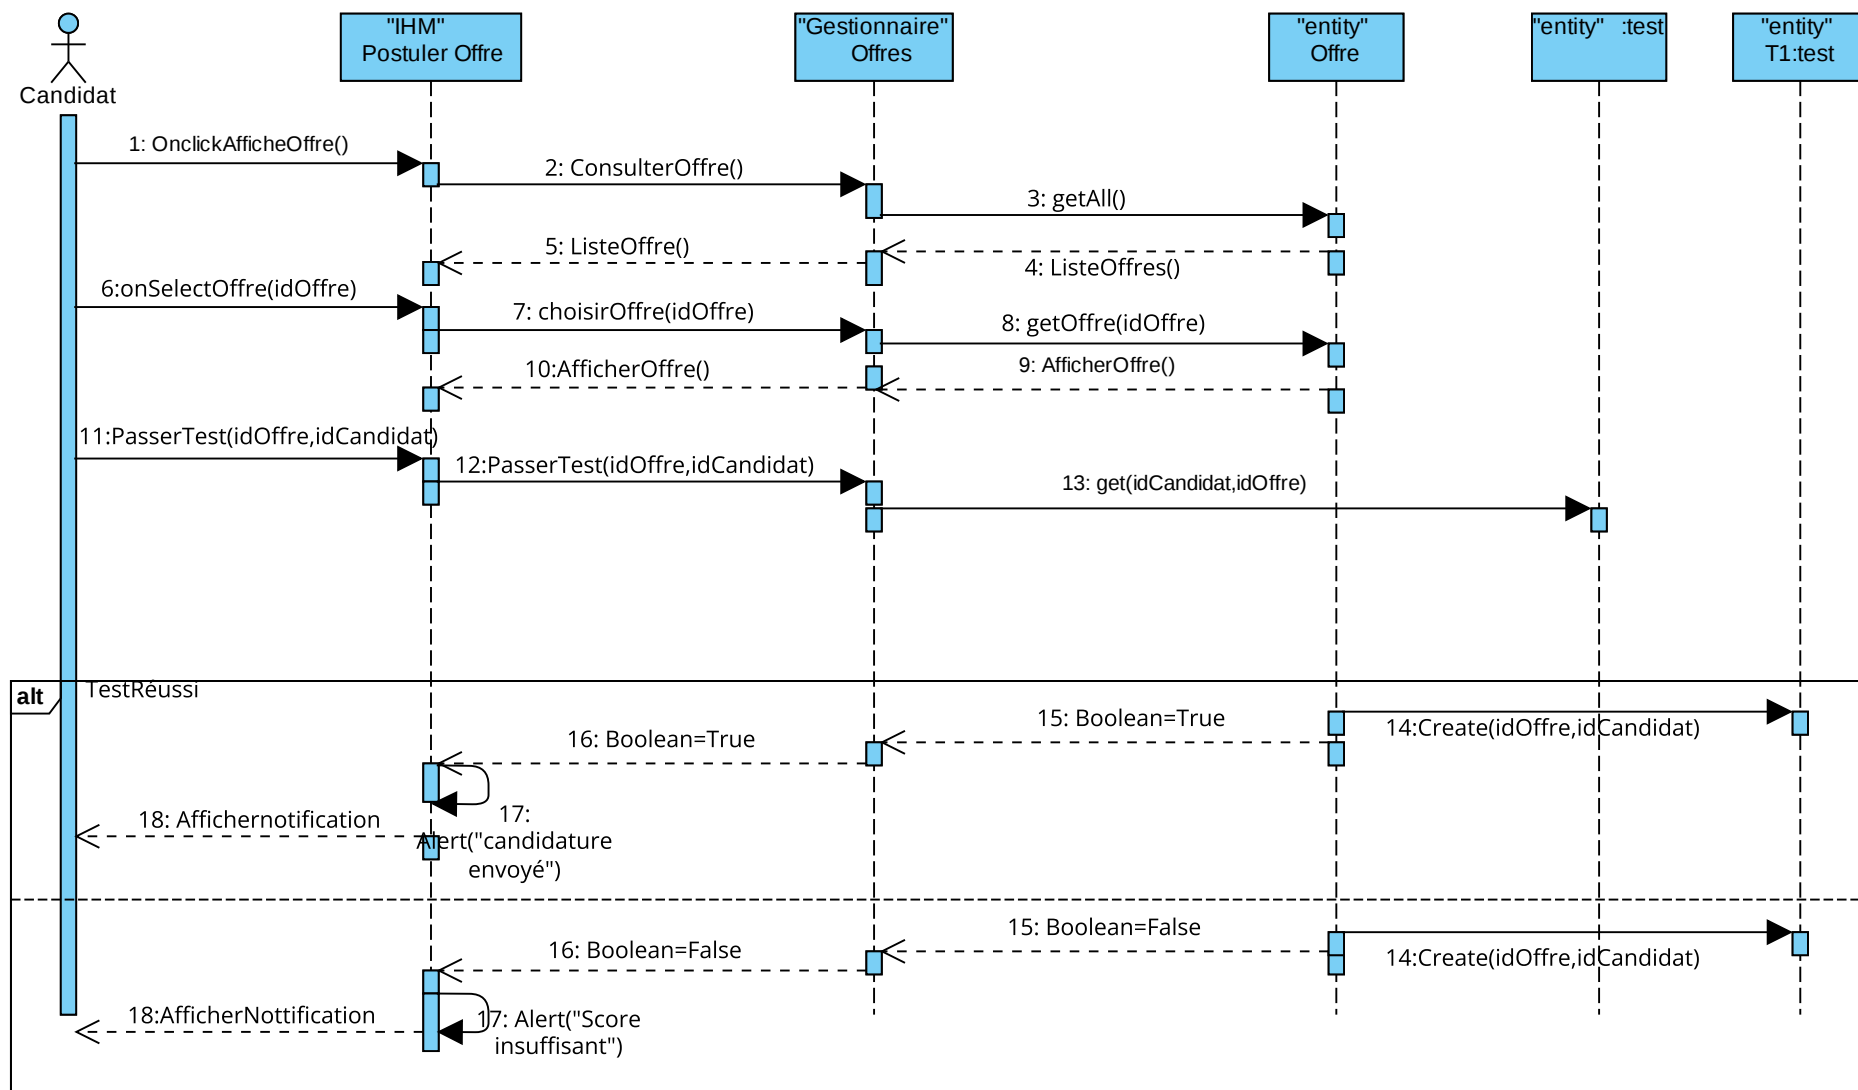 "IHM"
Postuler Offre
"Gestionnaire"
Offres
"entity"
Offre
"entity" :test
"entity"
T1:test
Candidat
1: OnclickAfficheOffre()
2: ConsulterOffre()
3: getAll()
5: ListeOffre()
4: ListeOffres()
6:onSelectOffre(idOffre)
7: choisirOffre(idOffre)
8: getOffre(idOffre)
10:AfficherOffre()
9: AfficherOffre()
11:PasserTest(idOffre,idCandidat)
12:PasserTest(idOffre,idCandidat)
13: get(idCandidat,idOffre)
alt
TestRéussi
15: Boolean=True
14:Create(idOffre,idCandidat)
16: Boolean=True
18: Affichernotification
17:
Alert("candidature
envoyé")
15: Boolean=False
14:Create(idOffre,idCandidat)
16: Boolean=False
18:AfficherNottification
17: Alert("Score
insuffisant")